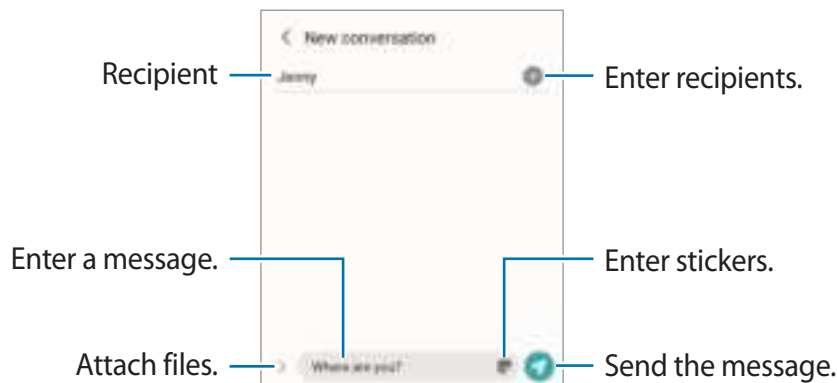 New conversation
Recipient
Jenny
Enter recipients.
Enter a message.
Enter stickers.
Attach files.
Where are you?
Send the message.